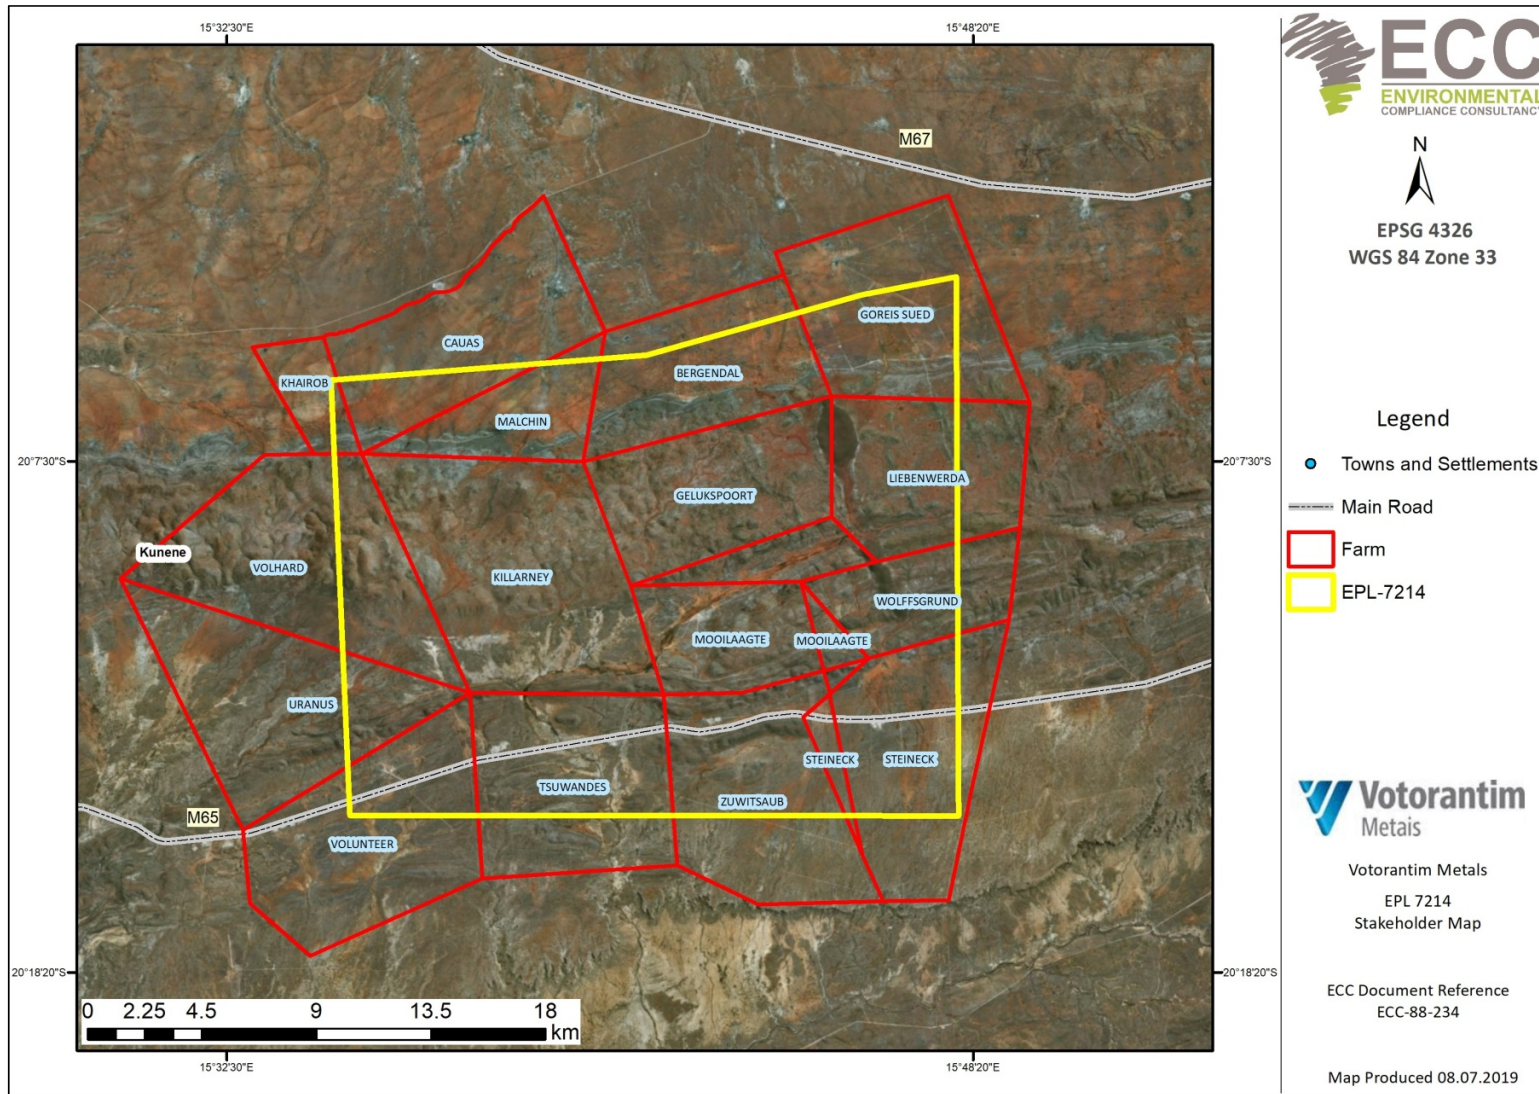 15°32'30"E
15°48'20"E
M67
GOREIS SUED
CAUAS
BERGENDAL
KHAIROB
MALCHIN
20°7'30"S
20°7'30"S
LIEBENWERDA
GELUKSPOORT
Kunene
VOLHARD
KILLARNEY
WOLFFSGRUND
MOOILAAGTE
MOOILAAGTE
URANUS
STEINECK
STEINECK
TSUWANDES
ZUWITSAUB
M65
VOLUNTEER
20°18'20"S
20°18'20"S
0 2.25 4.5 9 13.5 18
km
15°32'30"E
15°48'20"E
ECC
ENVIRONMENTAL
COMPLIANCE CONSULTANCY
N
EPSG 4326
WGS 84 Zone 33
Legend
Towns and Settlements
Main Road
Farm
EPL-7214
Votorantim
Metais
Votorantim Metals
EPL 7214
Stakeholder Map
ECC Document Reference
ECC-88-234
Map Produced 08.07.2019